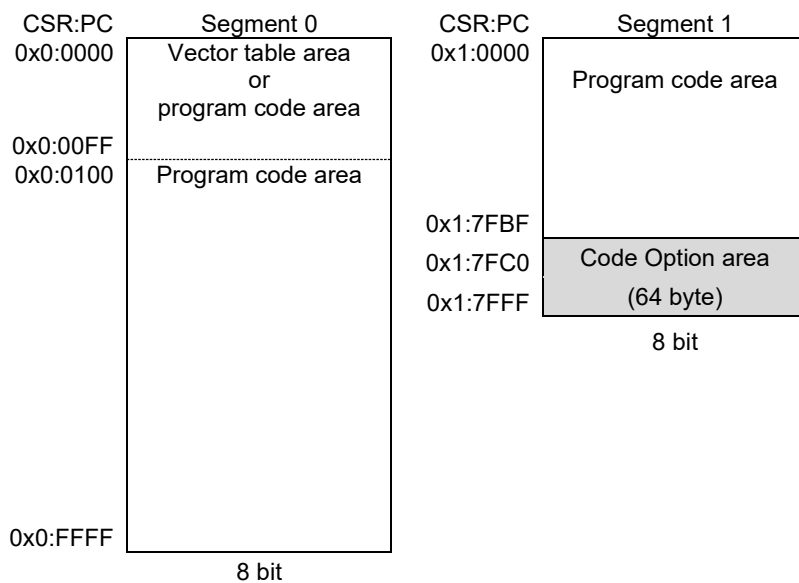 CSR:PC Segment 0
0x0:0000 Vector table area
or
program code area
0x0:00FF
0x0:0100 Program code area
0x0:FFFF
8 bit
CSR:PC Segment 1
0x1:0000
Program code area
0x1:7FBF
0x1:7FC0 Code Option area
0x1:7FFF (64 byte)
8 bit